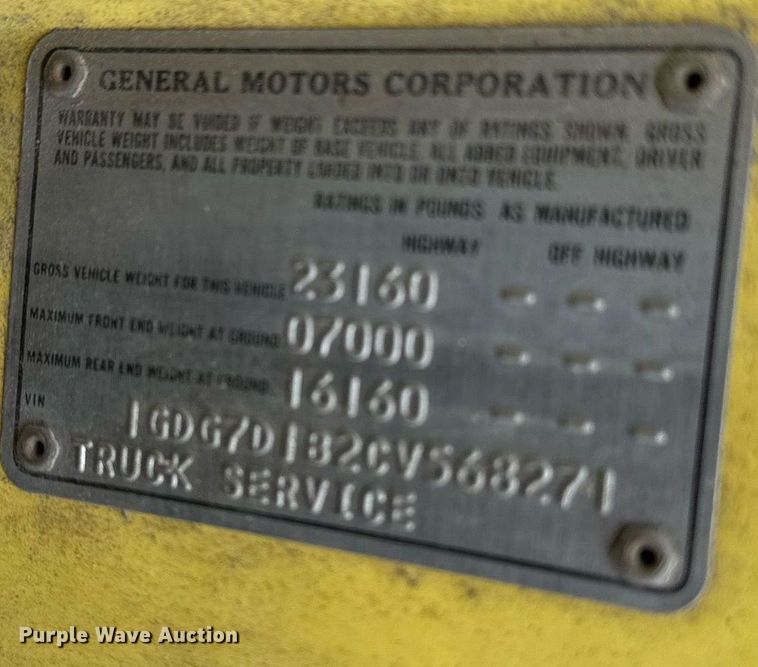 GENERAL MOTORS CORPORATION
WARRANTY MAY BE VOIDED IF WEIGHT EXCEEDS ANY OF RATINGS SHOWN. GROSS
VEHICLE WEIGHT INCLUDES WEIGHT OF BASE VEHICLE, ALL ADDED EQUIPMENT, DRIVER
AND PASSENGERS, AND ALL PROPERTY LOADED INTO OR ONTO VEHICLE.
RATINGS IN POUNDS AS MANUFACTURED
HIGHWAY OFF HIGHWAY
GROSS VEHICLE WEIGHT FOR THIS VEHICLE 23160 - - -
MAXIMUM FRONT END WEIGHT AT GROUND 07000 - - -
MAXIMUM REAR END WEIGHT AT GROUND 16160 - - -
VIN
1GDG7D1B2CV568271
TRUCK SERVICE
Purple Wave Auction